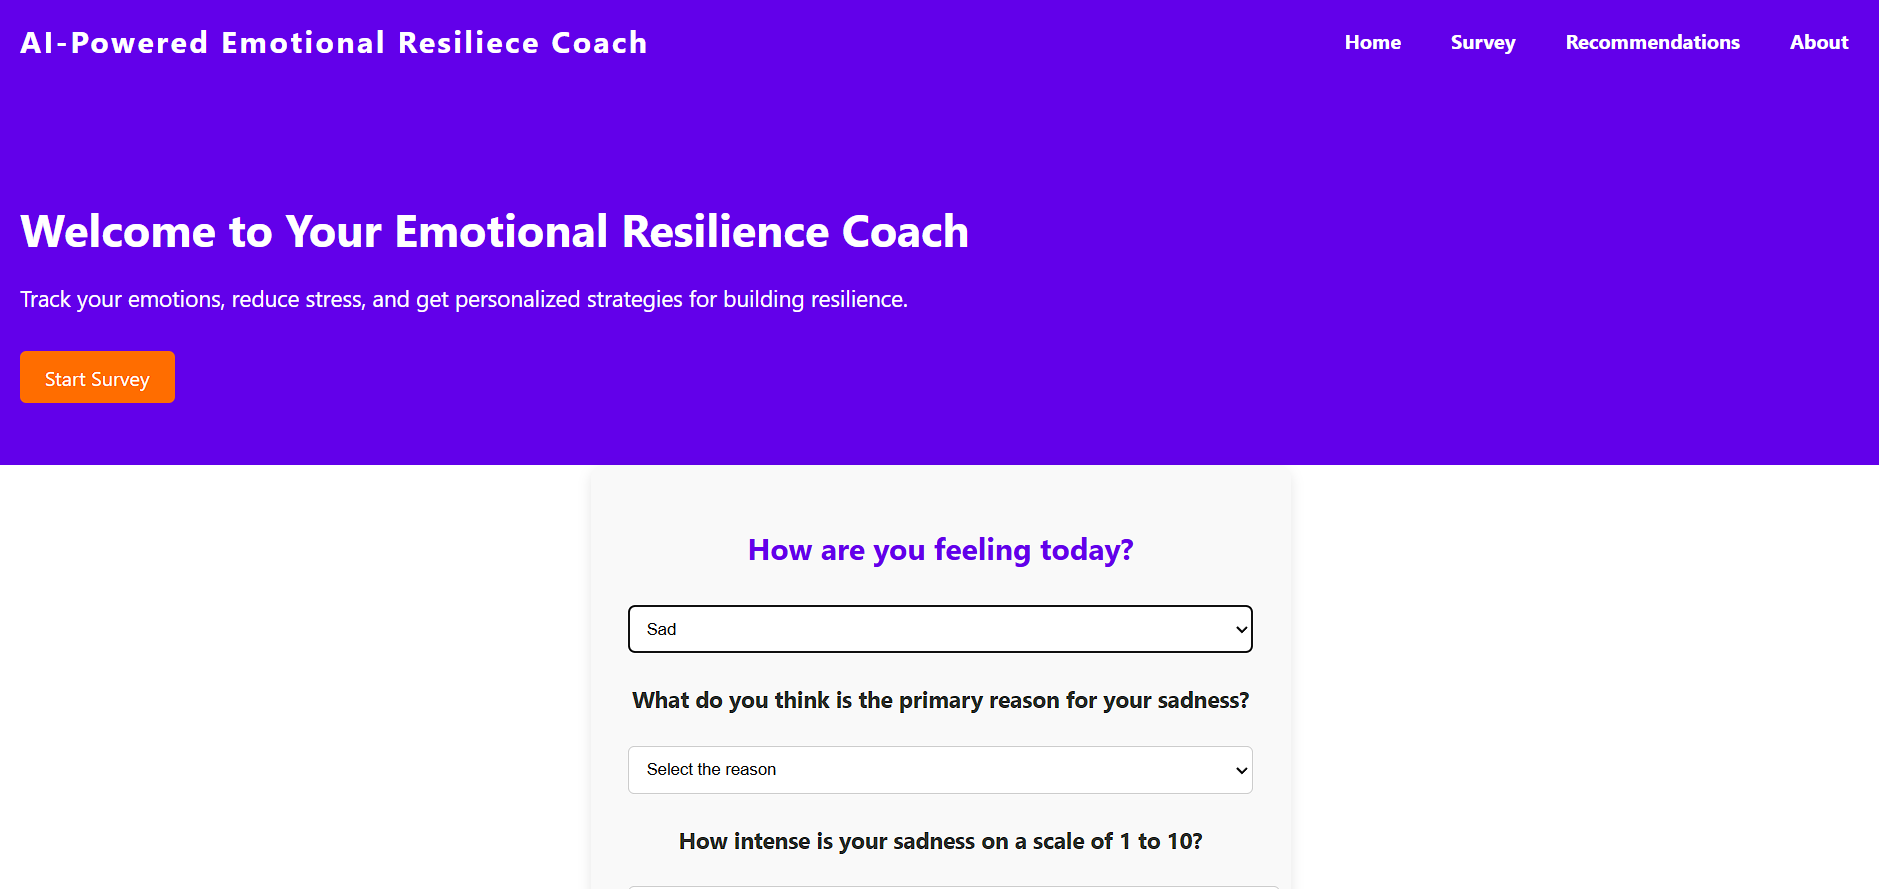 AI-Powered Emotional Resiliece Coach
Home
Survey
Recommendations
About
Welcome to Your Emotional Resilience Coach
Track your emotions, reduce stress, and get personalized strategies for building resilience.
Start Survey
How are you feeling today?
Sad
What do you think is the primary reason for your sadness?
Select the reason
How intense is your sadness on a scale of 1 to 10?